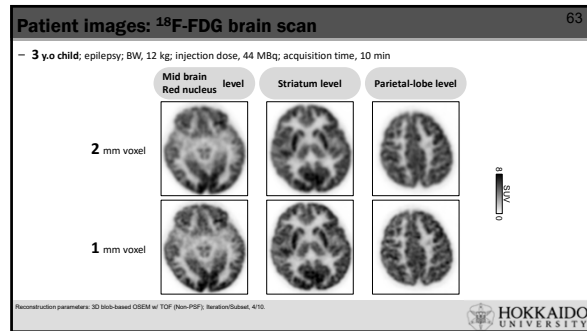 Patient images: ¹⁸F-FDG brain scan
63
– 3 y.o child; epilepsy; BW, 12 kg; injection dose, 44 MBq; acquisition time, 10 min
Mid brain
Red nucleus level
Striatum level
Parietal-lobe level
2 mm voxel
8
SUV
0
1 mm voxel
Reconstruction parameters: 3D blob-based OSEM w/ TOF (Non-PSF); Iteration/Subset, 4/10.
HOKKAIDO
UNIVERSITY